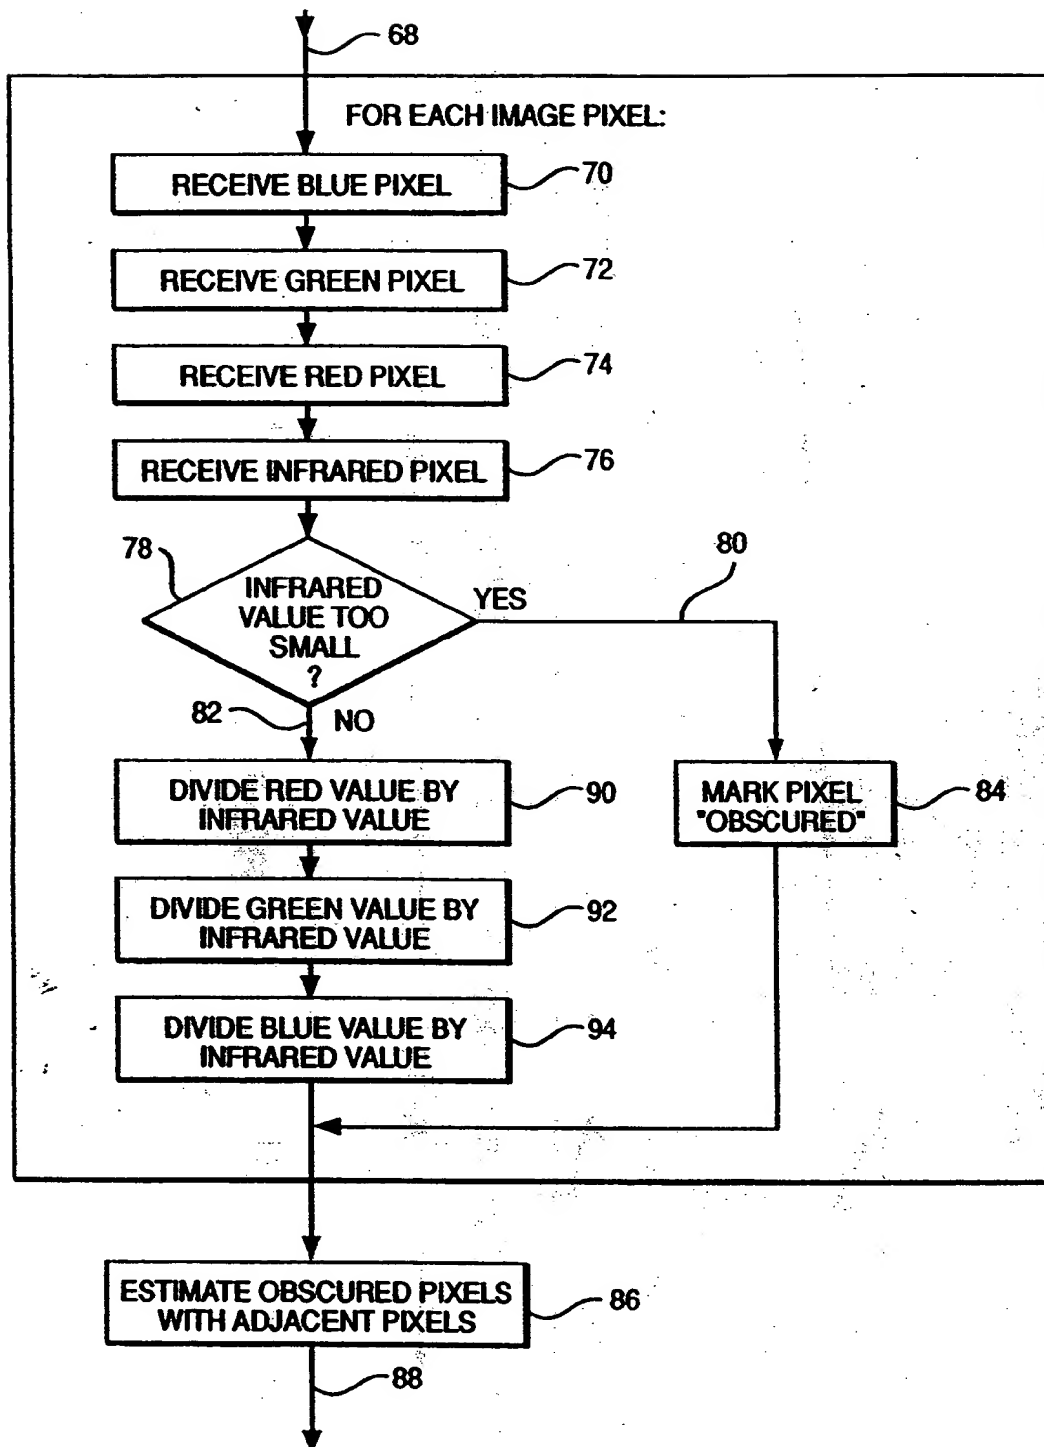 68
FOR EACH IMAGE PIXEL:
RECEIVE BLUE PIXEL
70
RECEIVE GREEN PIXEL
72
RECEIVE RED PIXEL
74
RECEIVE INFRARED PIXEL
76
78
80
INFRARED
VALUE TOO
SMALL
?
YES
82
NO
DIVIDE RED VALUE BY
INFRARED VALUE
90
MARK PIXEL
"OBSCURED"
84
DIVIDE GREEN VALUE BY
INFRARED VALUE
92
DIVIDE BLUE VALUE BY
INFRARED VALUE
94
ESTIMATE OBSCURED PIXELS
WITH ADJACENT PIXELS
86
88